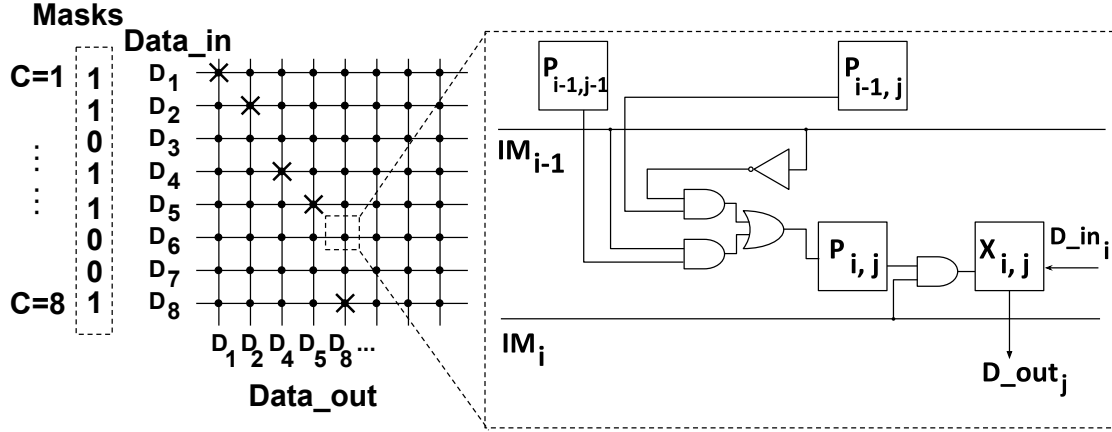 Masks
Data_in
C=1 1 D1
1 D2
0 D3
1 D4
1 D5
0 D6
0 D7
C=8 1 D8
D1 D2 D4 D5 D8 ...
Data_out
Pi-1,j-1
Pi-1, j
IMi-1
Pi, j
Xi, j
D_ini
IMi
D_outj